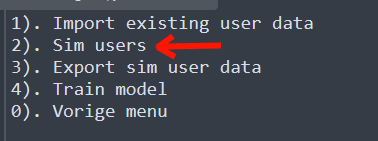 1). Import existing user data
2). Sim users
3). Export sim user data
4). Train model
0). Vorige menu